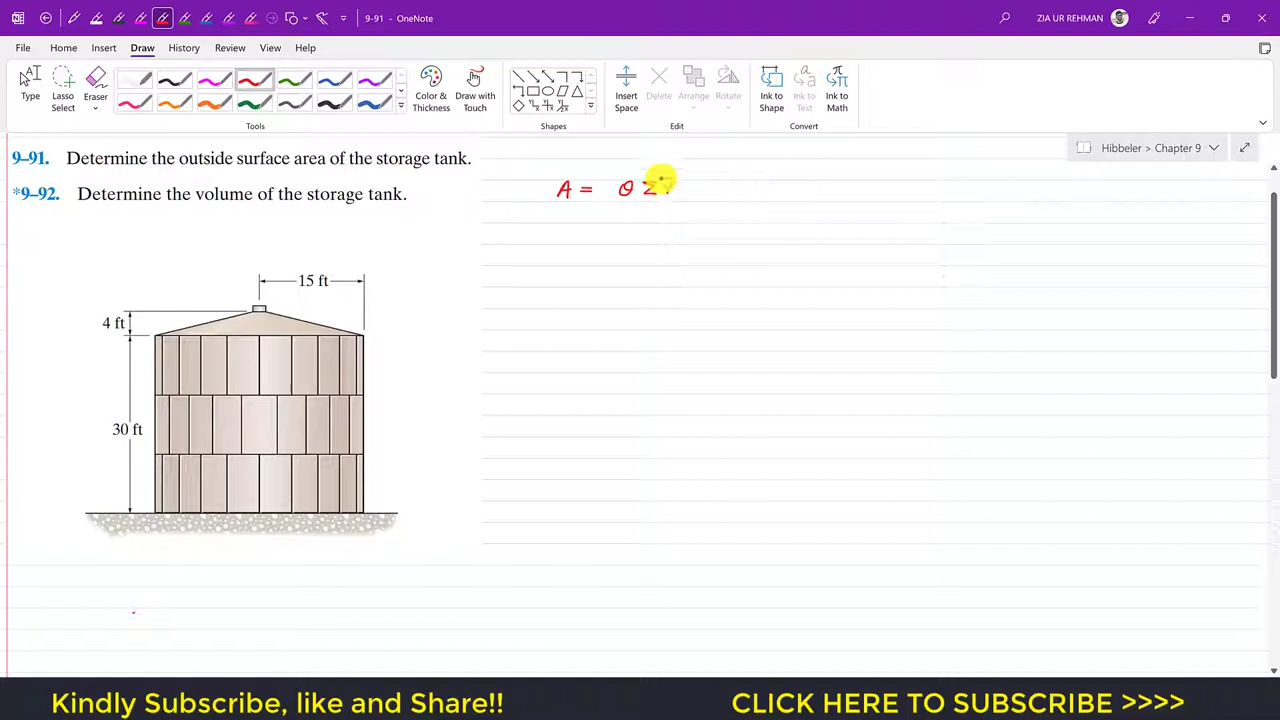 9-91 - OneNote
ZIA UR REHMAN
File Home Insert Draw History Review View Help
Type
Lasso Select
Eraser
Color & Thickness
Draw with Touch
Insert Space
Delete
Arrange
Rotate
Ink to Shape
Ink to Text
Ink to Math
Tools
Shapes
Edit
Convert
Hibbeler > Chapter 9
9–91. Determine the outside surface area of the storage tank.
*9–92. Determine the volume of the storage tank.
A = θ Σ
15 ft
4 ft
30 ft
Kindly Subscribe, like and Share!!
CLICK HERE TO SUBSCRIBE >>>>